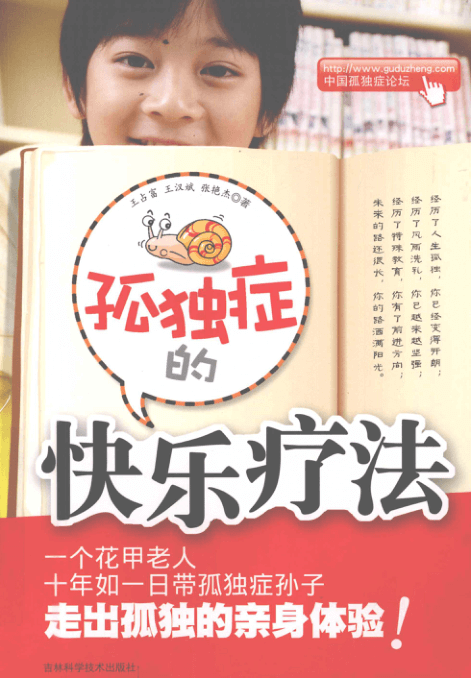 http://www.guduzheng.com
中国孤独症论坛
王占富 王汉斌 张艳杰◎著
孤独症
的
经历了人生孤独，你已经变得开朗；
经历了风雨洗礼，你已越来越坚强；
经历了特殊教育，你有了前进方向；
未来的路还很长，你的路洒满阳光。
快乐疗法
一个花甲老人
十年如一日带孤独症孙子
走出孤独的亲身体验！
吉林科学技术出版社